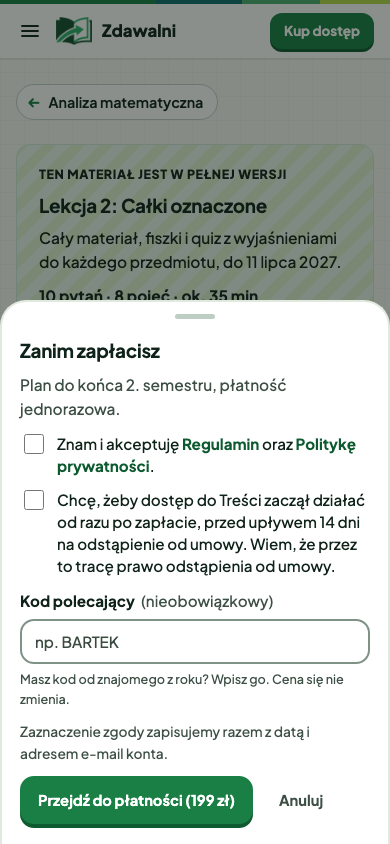 Zdawalni
Kup dostęp
← Analiza matematyczna
TEN MATERIAŁ JEST W PEŁNEJ WERSJI
Lekcja 2: Całki oznaczone
Cały materiał, fiszki i quiz z wyjaśnieniami
do każdego przedmiotu, do 11 lipca 2027.
10 pytań · 8 pojęć · ok. 35 min
Zanim zapłacisz
Plan do końca 2. semestru, płatność
jednorazowa.
Znam i akceptuję Regulamin oraz Politykę
prywatności.
Chcę, żeby dostęp do Treści zaczął działać
od razu po zapłacie, przed upływem 14 dni
na odstąpienie od umowy. Wiem, że przez
to tracę prawo odstąpienia od umowy.
Kod polecający (nieobowiązkowy)
np. BARTEK
Masz kod od znajomego z roku? Wpisz go. Cena się nie
zmienia.
Zaznaczenie zgody zapisujemy razem z datą i
adresem e-mail konta.
Przejdź do płatności (199 zł)
Anuluj